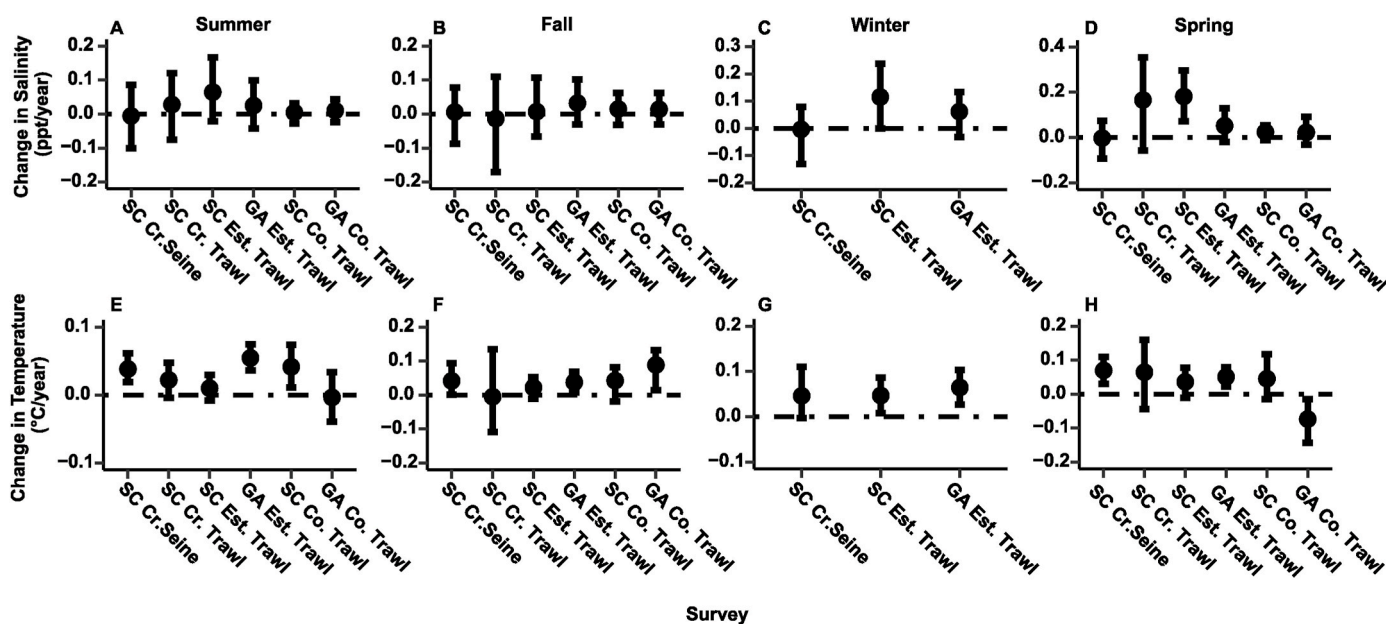 A Summer
B Fall
C Winter
D Spring
Change in Salinity
(ppt/year)
0.2
0.1
0.0
−0.1
−0.2
SC Cr.Seine
SC Cr. Trawl
SC Est. Trawl
GA Est. Trawl
SC Co. Trawl
GA Co. Trawl
0.2
0.1
0.0
−0.1
−0.2
SC Cr.Seine
SC Cr. Trawl
SC Est. Trawl
GA Est. Trawl
SC Co. Trawl
GA Co. Trawl
0.3
0.2
0.1
0.0
−0.1
−0.2
SC Cr.Seine
SC Est. Trawl
GA Est. Trawl
0.4
0.2
0.0
−0.2
SC Cr.Seine
SC Cr. Trawl
SC Est. Trawl
GA Est. Trawl
SC Co. Trawl
GA Co. Trawl
Change in Temperature
(°C/year)
E
0.1
0.0
−0.1
SC Cr.Seine
SC Cr. Trawl
SC Est. Trawl
GA Est. Trawl
SC Co. Trawl
GA Co. Trawl
F
0.2
0.1
0.0
−0.1
−0.2
SC Cr.Seine
SC Cr. Trawl
SC Est. Trawl
GA Est. Trawl
SC Co. Trawl
GA Co. Trawl
G
0.2
0.1
0.0
−0.1
SC Cr.Seine
SC Est. Trawl
GA Est. Trawl
H
0.2
0.1
0.0
−0.1
−0.2
SC Cr.Seine
SC Cr. Trawl
SC Est. Trawl
GA Est. Trawl
SC Co. Trawl
GA Co. Trawl
Survey